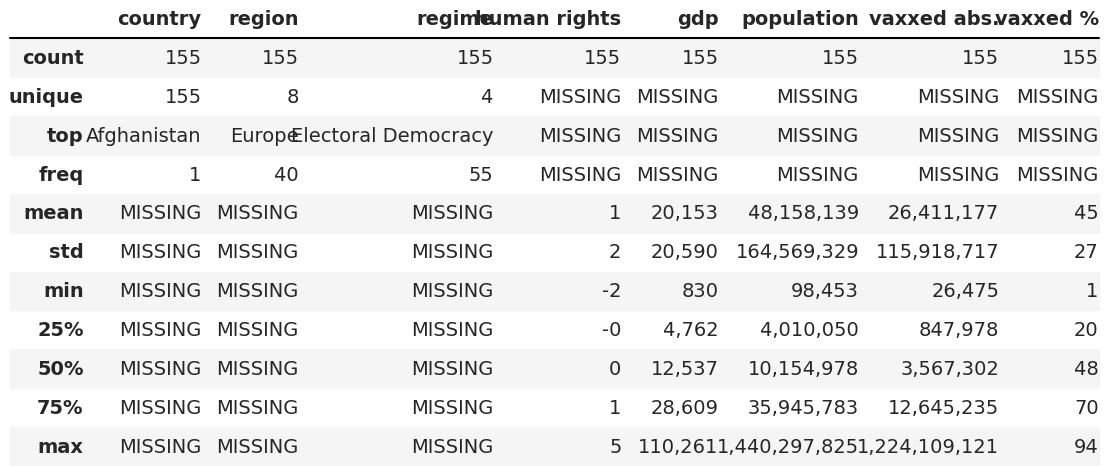 country region regime human rights gdp population vaxxed abs. vaxxed %
count 155 155 155 155 155 155 155 155
unique 155 8 4 MISSING MISSING MISSING MISSING MISSING
top Afghanistan Europe Electoral Democracy MISSING MISSING MISSING MISSING MISSING
freq 1 40 55 MISSING MISSING MISSING MISSING MISSING
mean MISSING MISSING MISSING 1 20,153 48,158,139 26,411,177 45
std MISSING MISSING MISSING 2 20,590 164,569,329 115,918,717 27
min MISSING MISSING MISSING -2 830 98,453 26,475 1
25% MISSING MISSING MISSING -0 4,762 4,010,050 847,978 20
50% MISSING MISSING MISSING 0 12,537 10,154,978 3,567,302 48
75% MISSING MISSING MISSING 1 28,609 35,945,783 12,645,235 70
max MISSING MISSING MISSING 5 110,261 1,440,297,825 1,224,109,121 94